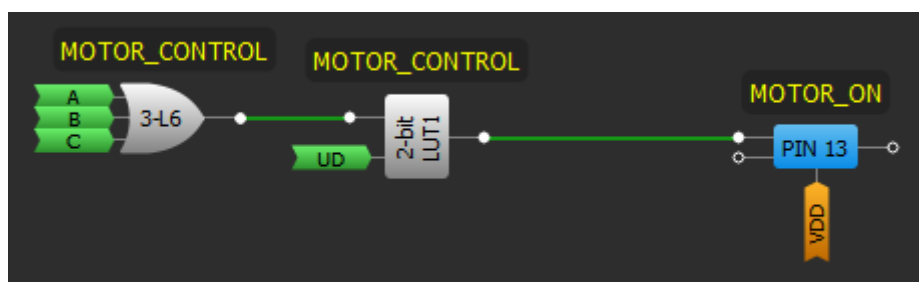 MOTOR_CONTROL
MOTOR_CONTROL
MOTOR_ON
A
B
C
3-L6
UD
2-bit
LUT1
PIN 13
VDD